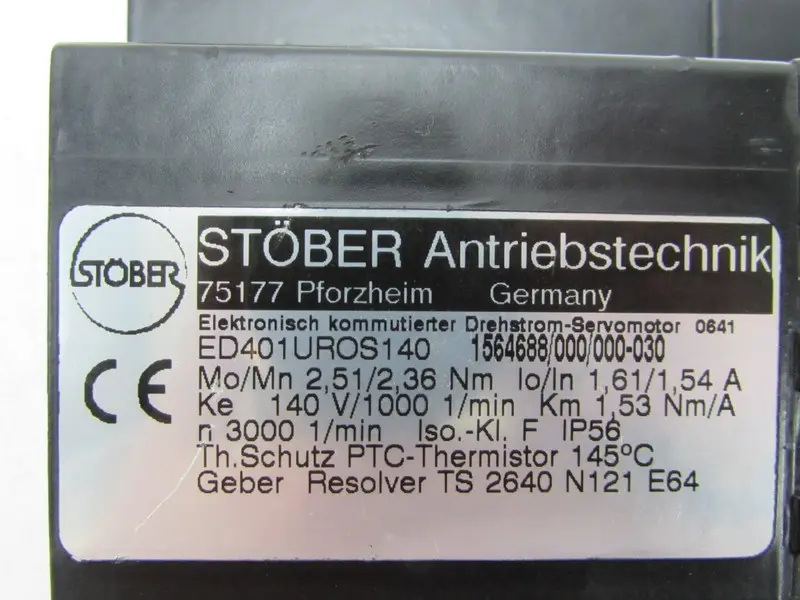 STÖBER
STÖBER Antriebstechnik
75177 Pforzheim Germany
Elektronisch kommutierter Drehstrom-Servomotor 0641
ED401UROS140 1564688/000/000-030
Mo/Mn 2,51/2,36 Nm Io/In 1,61/1,54 A
Ke 140 V/1000 1/min Km 1,53 Nm/A
n 3000 1/min Iso.-Kl. F IP56
Th.Schutz PTC-Thermistor 145ºC
Geber Resolver TS 2640 N121 E64
CE